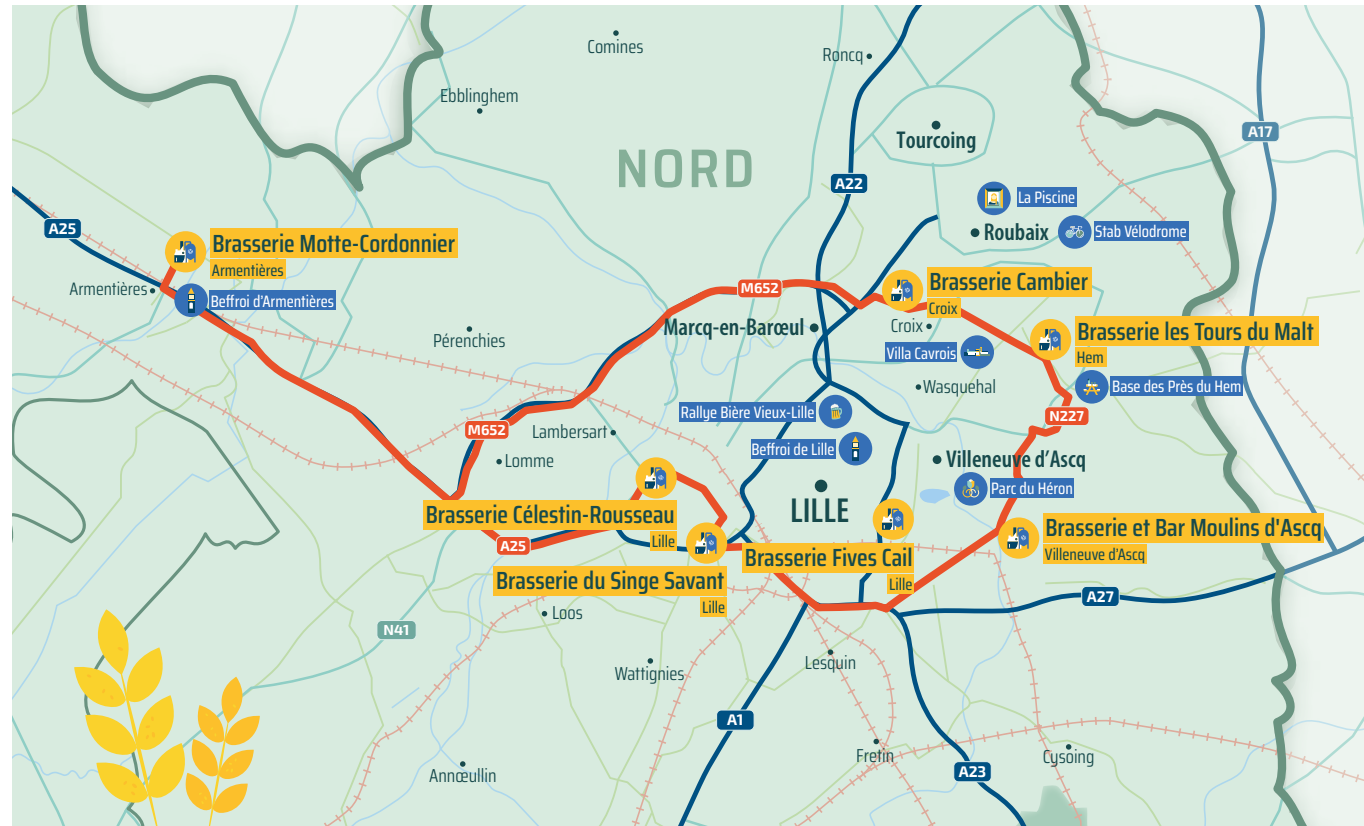 Comines
Roncq
Ebblinghem
Tourcoing
A17
NORD
A22
La Piscine
A25
Roubaix
Stab Vélodrome
Brasserie Motte-Cordonnier
Armentières
Armentières
Beffroi d'Armentières
M652
Brasserie Cambier
Croix
Marcq-en-Barœul
Croix
Brasserie les Tours du Malt
Hem
Pérenchies
Villa Cavrois
Wasquehal
Base des Près du Hem
Rallye Bière Vieux-Lille
N227
M652
Lambersart
Beffroi de Lille
Lomme
Villeneuve d'Ascq
Parc du Héron
Brasserie Célestin-Rousseau
Lille
LILLE
Brasserie et Bar Moulins d'Ascq
Villeneuve d'Ascq
A25
Brasserie Fives Cail
Lille
Brasserie du Singe Savant
Lille
A27
Loos
N41
Wattignies
Lesquin
A1
Fretin
Cysoing
A23
Annœullin